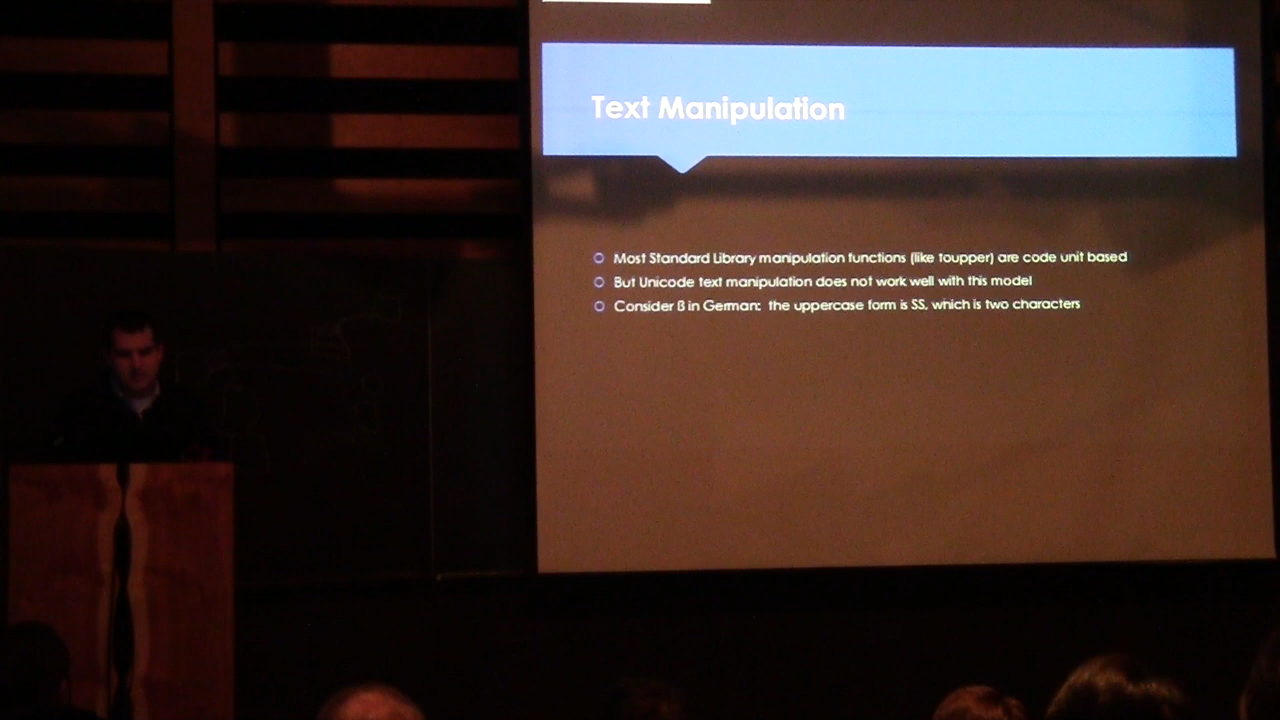 Text Manipulation
Most Standard Library manipulation functions (like toupper) are code unit based
But Unicode text manipulation does not work well with this model
Consider ß in German: the uppercase form is SS, which is two characters